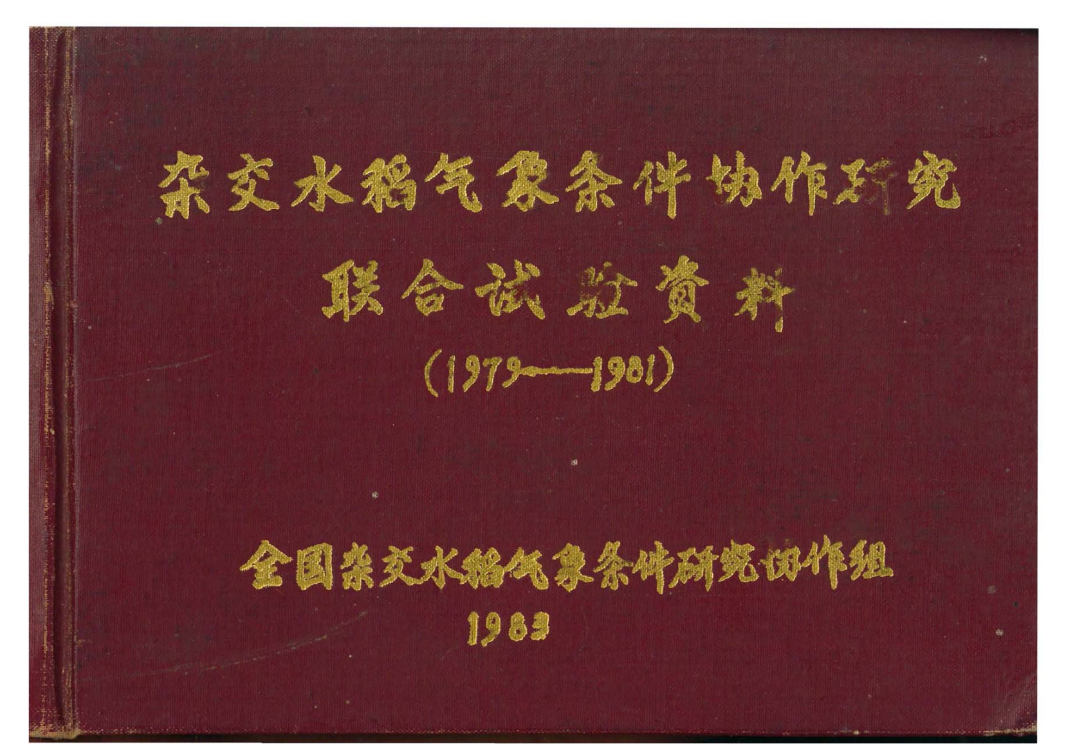 杂交水稻气象条件协作研究
联合试验资料
(1979——1981)
全国杂交水稻气象条件研究协作组
1983